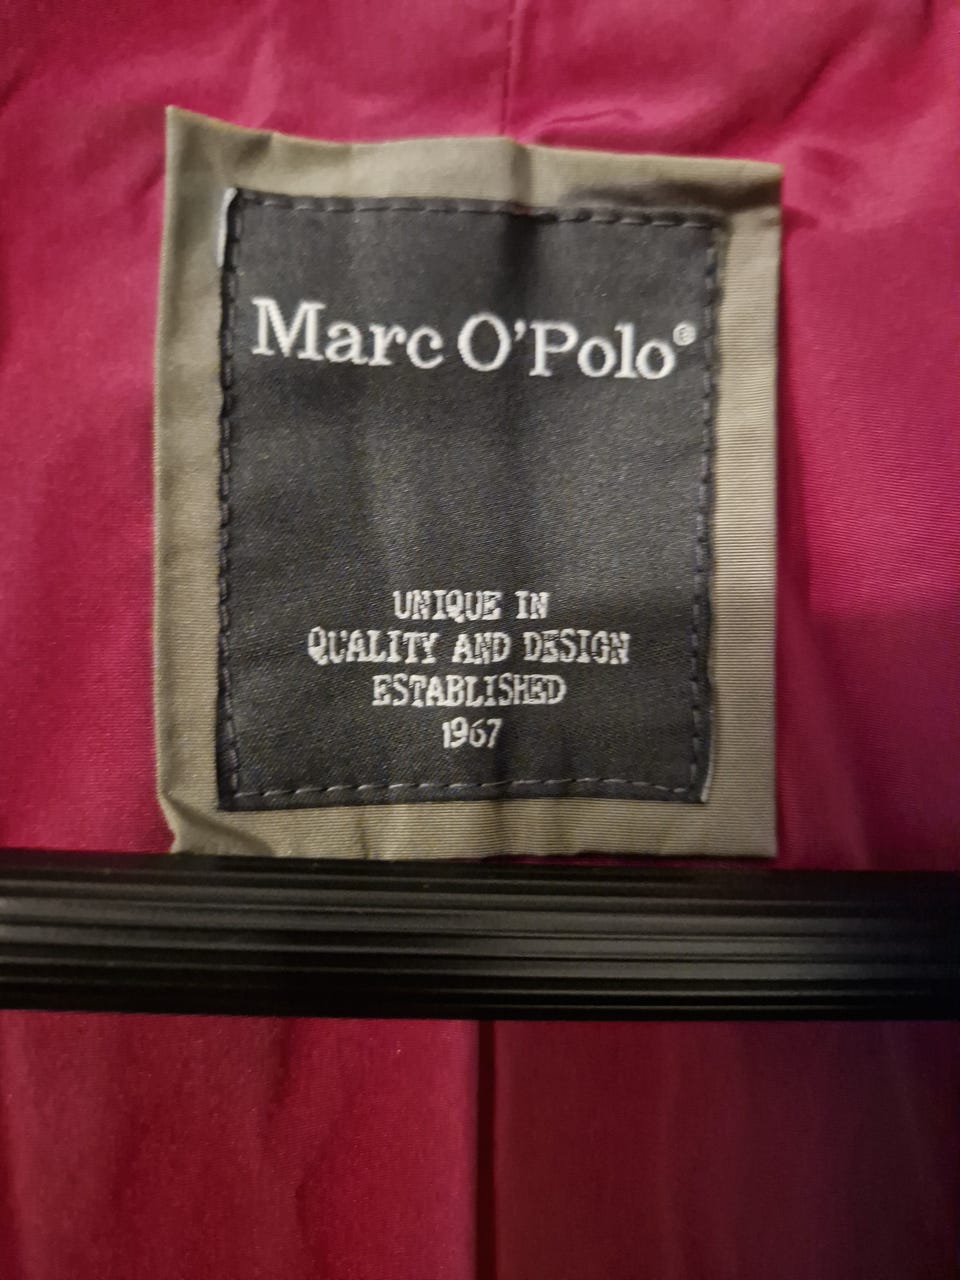 Marc O'Polo®
UNIQUE IN
QUALITY AND DESIGN
ESTABLISHED
1967